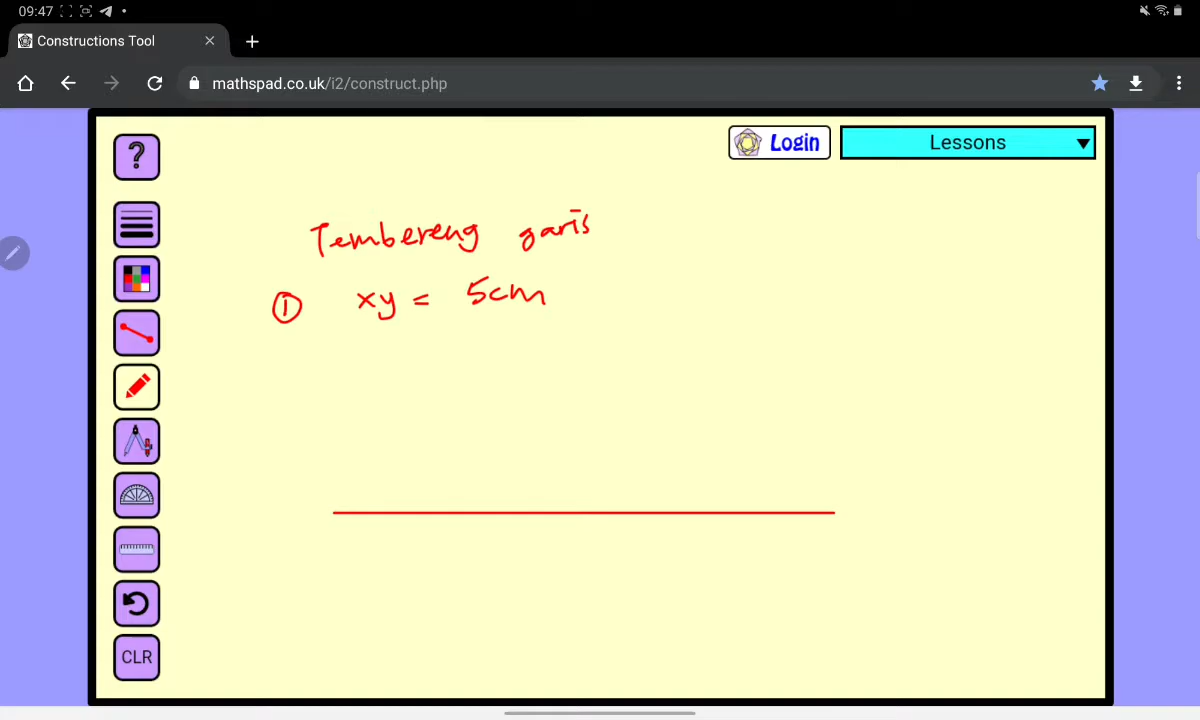 09:47
Constructions Tool
mathspad.co.uk/i2/construct.php
?
Login
Lessons
Tembereng garis
① xy = 5cm
CLR